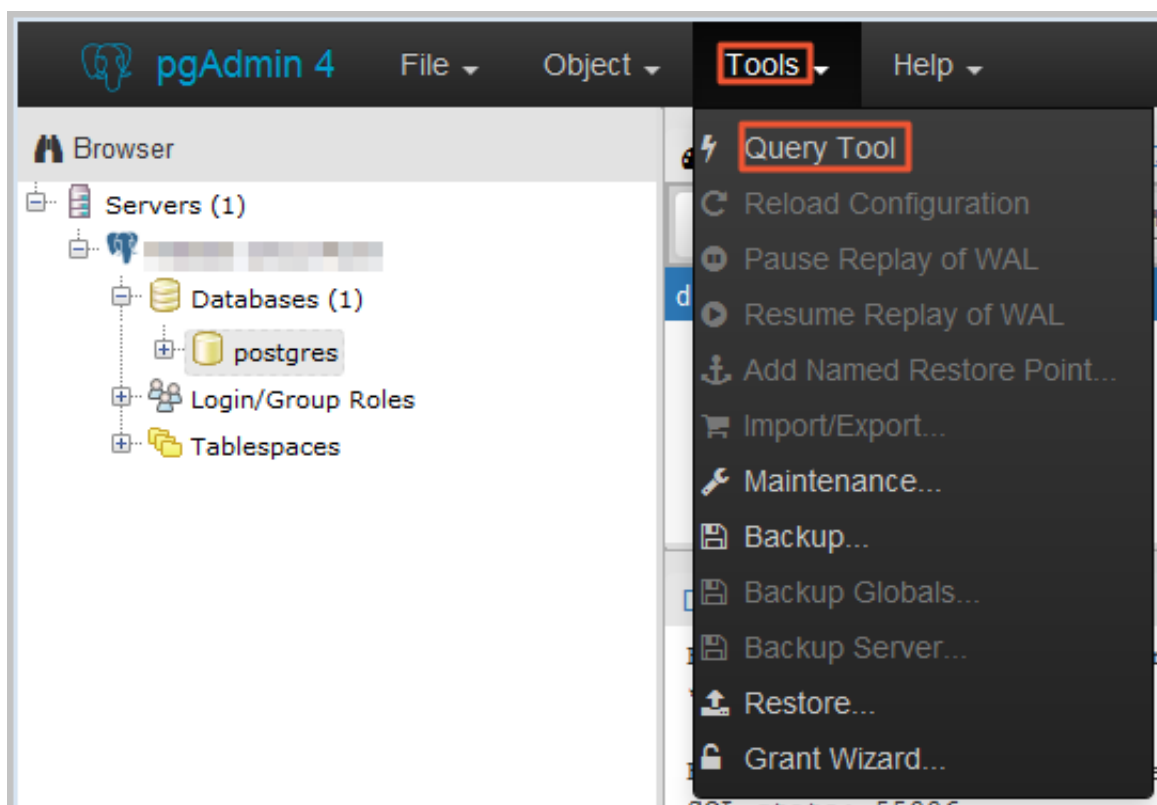 pgAdmin 4 File Object Tools Help
Browser
Servers (1)
Databases (1)
postgres
Login/Group Roles
Tablespaces
Query Tool
Reload Configuration
Pause Replay of WAL
Resume Replay of WAL
Add Named Restore Point...
Import/Export...
Maintenance...
Backup...
Backup Globals...
Backup Server...
Restore...
Grant Wizard...